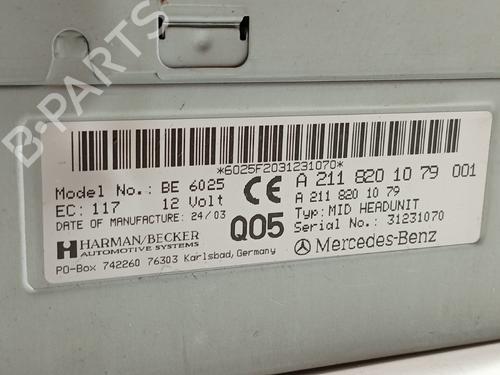 B-PARTS
*6025F2031231070*
Model No.: BE 6025
EC: 117 12 Volt
DATE OF MANUFACTURE: 24/03
CE
Q05
A 211 820 10 79 001
A 211 820 10 79
Typ: MID HEADUNIT
Serial No.: 31231070
HARMAN/BECKER
AUTOMOTIVE SYSTEMS
Mercedes-Benz
PO-Box 742260 76303 Karlsbad, Germany